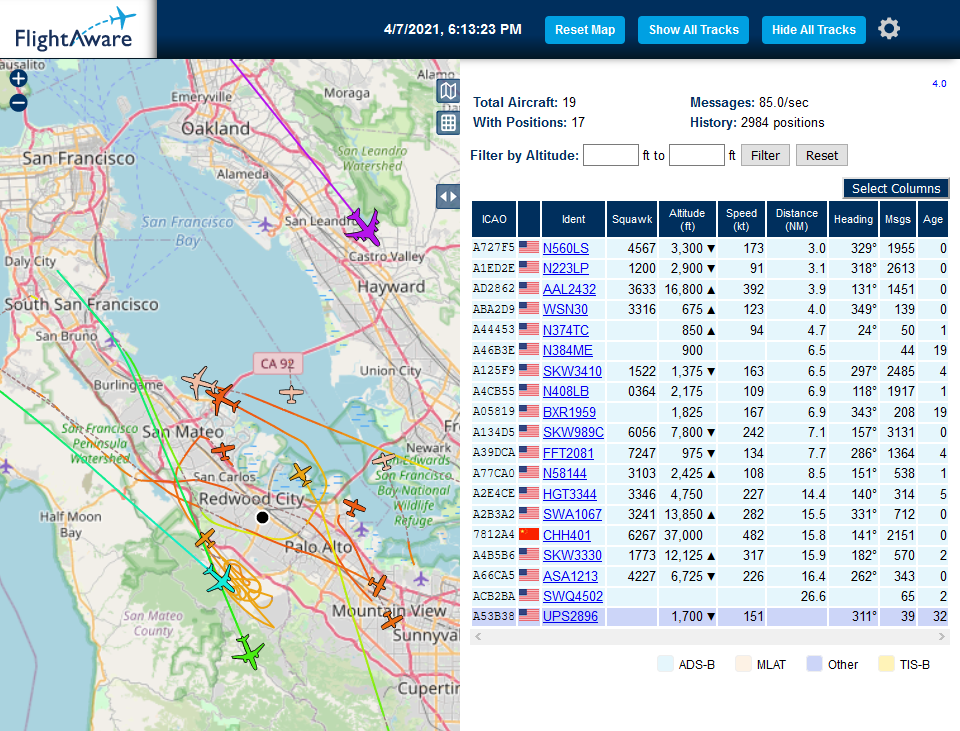 FlightAware
4/7/2021, 6:13:23 PM
Reset Map
Show All Tracks
Hide All Tracks
4.0
Total Aircraft: 19
Messages: 85.0/sec
With Positions: 17
History: 2984 positions
Filter by Altitude: ft to ft Filter Reset
Select Columns
ICAO Ident Squawk Altitude (ft) Speed (kt) Distance (NM) Heading Msgs Age
A727F5 N560LS 4567 3,300 ▼ 173 3.0 329° 1955 0
A1ED2E N223LP 1200 2,900 ▼ 91 3.1 318° 2613 0
AD2862 AAL2432 3633 16,800 ▲ 392 3.9 131° 1451 0
ABA2D9 WSN30 3316 675 ▲ 123 4.0 349° 139 0
A44453 N374TC 850 ▲ 94 4.7 24° 50 1
A46B3E N384ME 900 6.5 44 19
A125F9 SKW3410 1522 1,375 ▼ 163 6.5 297° 2485 4
A4CB55 N408LB 0364 2,175 109 6.9 118° 1917 1
A05819 BXR1959 1,825 167 6.9 343° 208 19
A134D5 SKW989C 6056 7,800 ▼ 242 7.1 157° 3131 0
A39DCA FFT2081 7247 975 ▼ 134 7.7 286° 1364 4
A77CA0 N58144 3103 2,425 ▲ 108 8.5 151° 538 1
A2E4CE HGT3344 3346 4,750 227 14.4 140° 314 5
A2B3A2 SWA1067 3241 13,850 ▲ 282 15.5 331° 712 0
7812A4 CHH401 6267 37,000 482 15.8 141° 2151 0
A4B5B6 SKW3330 1773 12,125 ▲ 317 15.9 182° 570 2
A66CA5 ASA1213 4227 6,725 ▼ 226 16.4 262° 343 0
ACB2BA SWQ4502 26.6 65 2
A53B38 UPS2896 1,700 ▼ 151 311° 39 32
ADS-B
MLAT
Other
TIS-B
ausalito
Alamo
Emeryville
Moraga
Oakland
San Francisco
San Leandro
Watershed
Alameda
San Francisco
Bay
San Leandro
Castro Valley
Daly City
Hayward
South San Francisco
San Bruno
CA 92
Union City
Burlingame
San Francisco
Peninsula
Watershed
San Mateo
Newark
Edwards
San Francisco
Bay National
Wildlife
Refuge
San Carlos
Redwood City
Half Moon
Bay
Palo Alto
San Mateo
County
Mountain View
Sunnyval
Cupertin